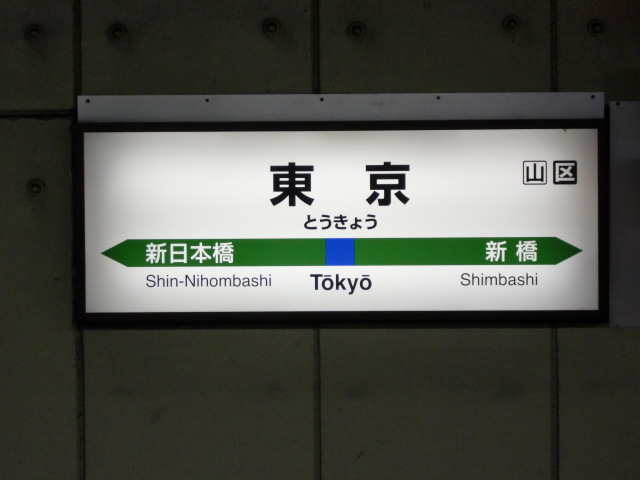 東京
山区
とうきょう
新日本橋 新橋
Shin-Nihombashi Tōkyō Shimbashi